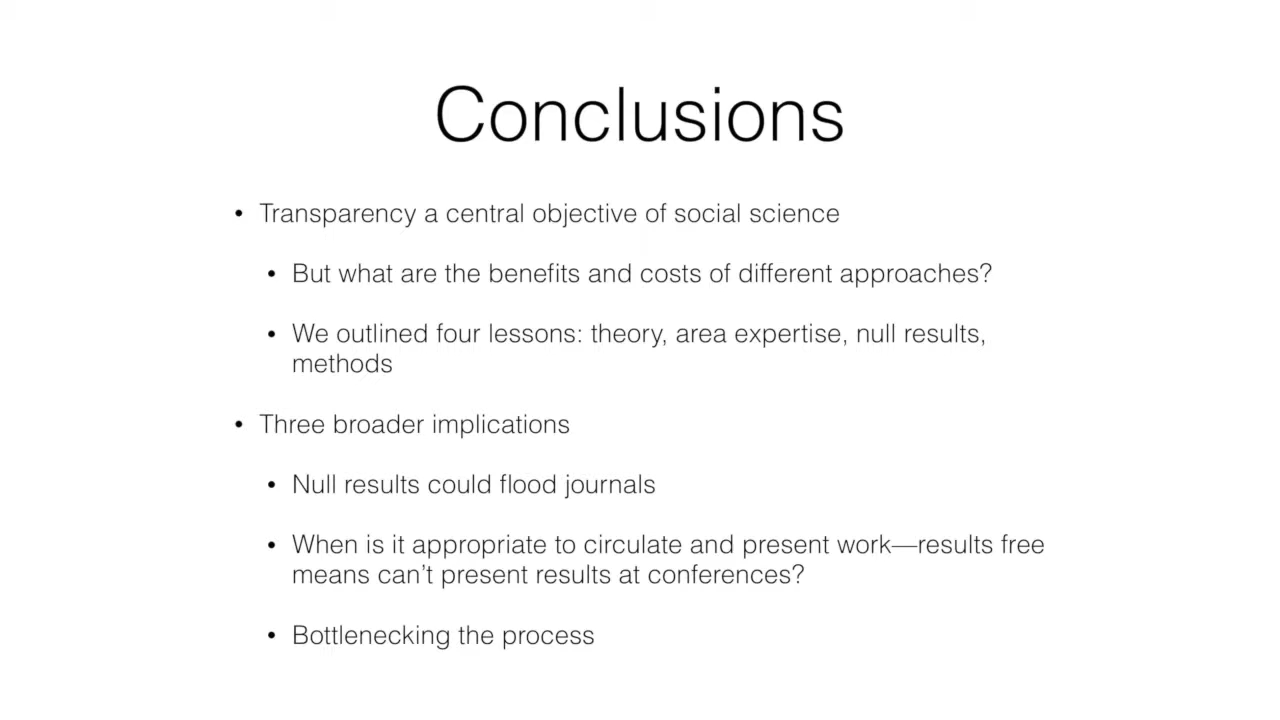 Conclusions
• Transparency a central objective of social science
• But what are the benefits and costs of different approaches?
• We outlined four lessons: theory, area expertise, null results,
methods
• Three broader implications
• Null results could flood journals
• When is it appropriate to circulate and present work—results free
means can’t present results at conferences?
• Bottlenecking the process